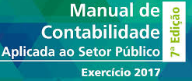 Manual de
Contabilidade
Aplicada ao Setor Público
7ª Edição
Exercício 2017